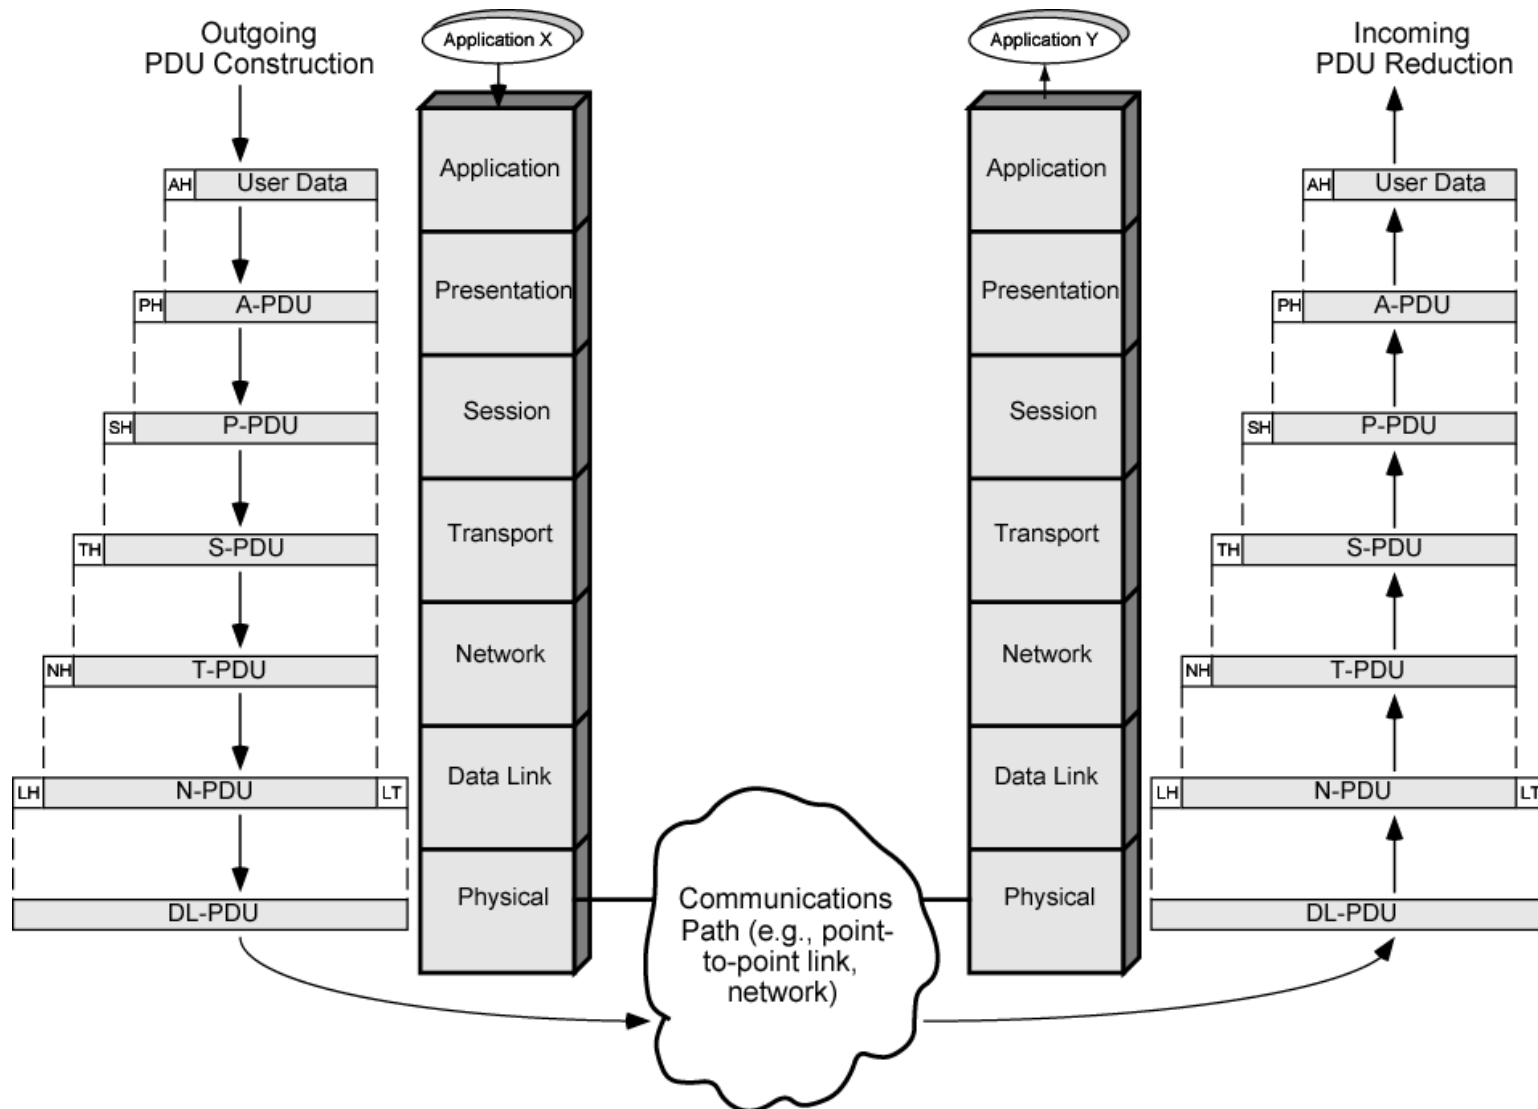 Outgoing
PDU Construction
Application X
Application Y
Incoming
PDU Reduction
AH User Data
Application
Application
AH User Data
PH A-PDU
Presentation
Presentation
PH A-PDU
SH P-PDU
Session
Session
SH P-PDU
TH S-PDU
Transport
Transport
TH S-PDU
NH T-PDU
Network
Network
NH T-PDU
LH N-PDU LT
Data Link
Data Link
LH N-PDU LT
DL-PDU
Physical
Communications
Path (e.g., point-
to-point link,
network)
Physical
DL-PDU